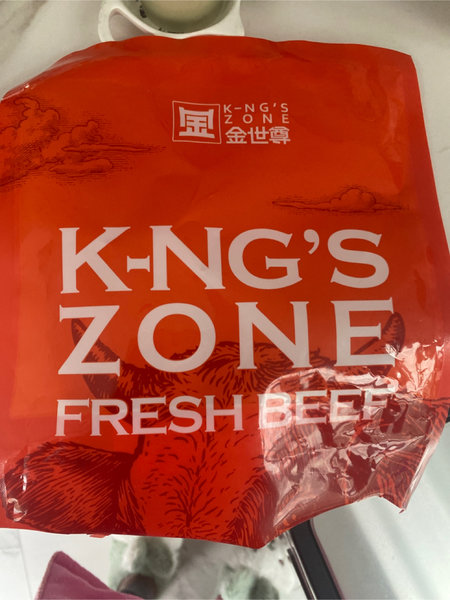 K-NG'S
ZONE
金世尊
K-NG'S
ZONE
FRESH BEEF